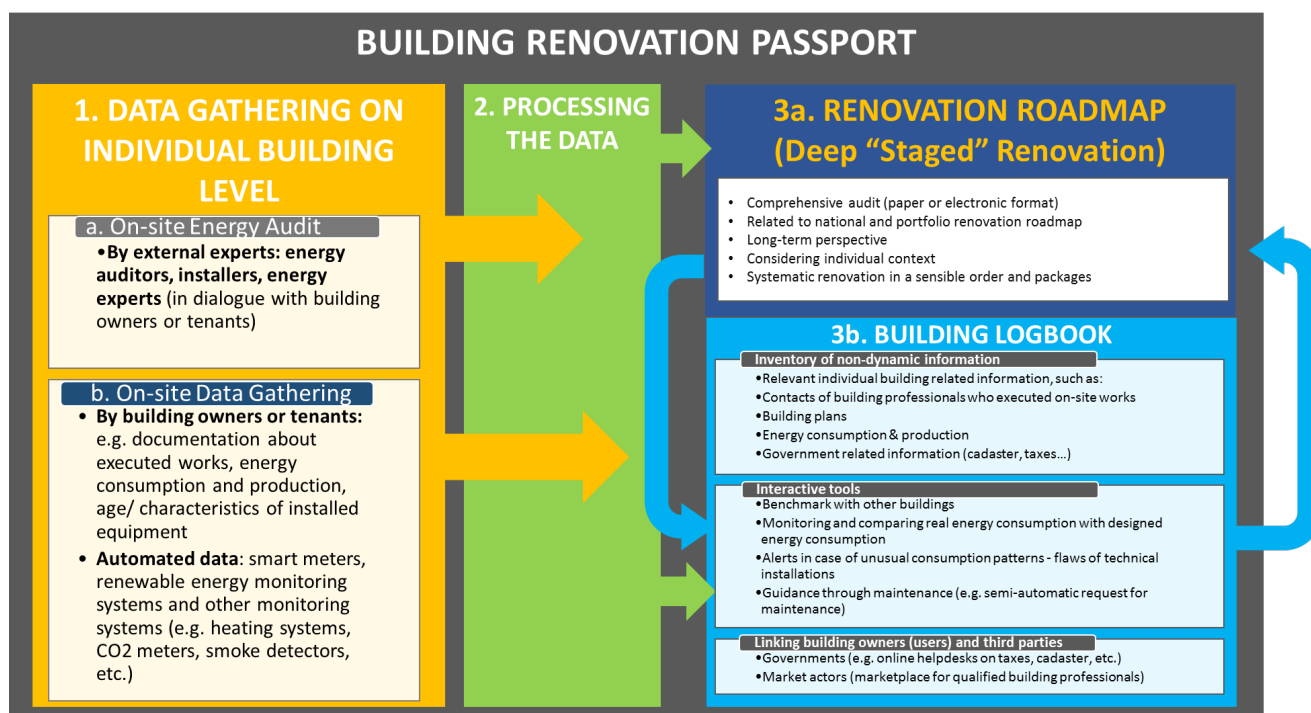 BUILDING RENOVATION PASSPORT
1. DATA GATHERING ON
INDIVIDUAL BUILDING
LEVEL
a. On-site Energy Audit
•By external experts: energy
auditors, installers, energy
experts (in dialogue with building
owners or tenants)
b. On-site Data Gathering
• By building owners or tenants:
e.g. documentation about
executed works, energy
consumption and production,
age/ characteristics of installed
equipment
• Automated data: smart meters,
renewable energy monitoring
systems and other monitoring
systems (e.g. heating systems,
CO2 meters, smoke detectors,
etc.)
2. PROCESSING
THE DATA
3a. RENOVATION ROADMAP
(Deep “Staged” Renovation)
• Comprehensive audit (paper or electronic format)
• Related to national and portfolio renovation roadmap
• Long-term perspective
• Considering individual context
• Systematic renovation in a sensible order and packages
3b. BUILDING LOGBOOK
Inventory of non-dynamic information
•Relevant individual building related information, such as:
•Contacts of building professionals who executed on-site works
•Building plans
•Energy consumption & production
•Government related information (cadaster, taxes…)
Interactive tools
•Benchmark with other buildings
•Monitoring and comparing real energy consumption with designed
energy consumption
•Alerts in case of unusual consumption patterns - flaws of technical
installations
•Guidance through maintenance (e.g. semi-automatic request for
maintenance)
Linking building owners (users) and third parties
•Governments (e.g. online helpdesks on taxes, cadaster, etc.)
•Market actors (marketplace for qualified building professionals)